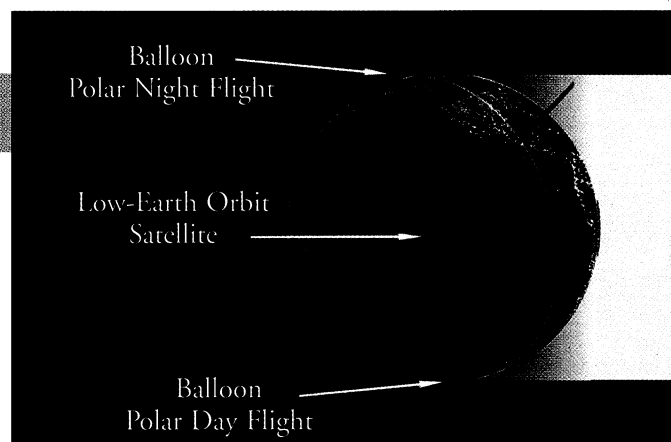 Balloon
Polar Night Flight
Low-Earth Orbit
Satellite
Balloon
Polar Day Flight